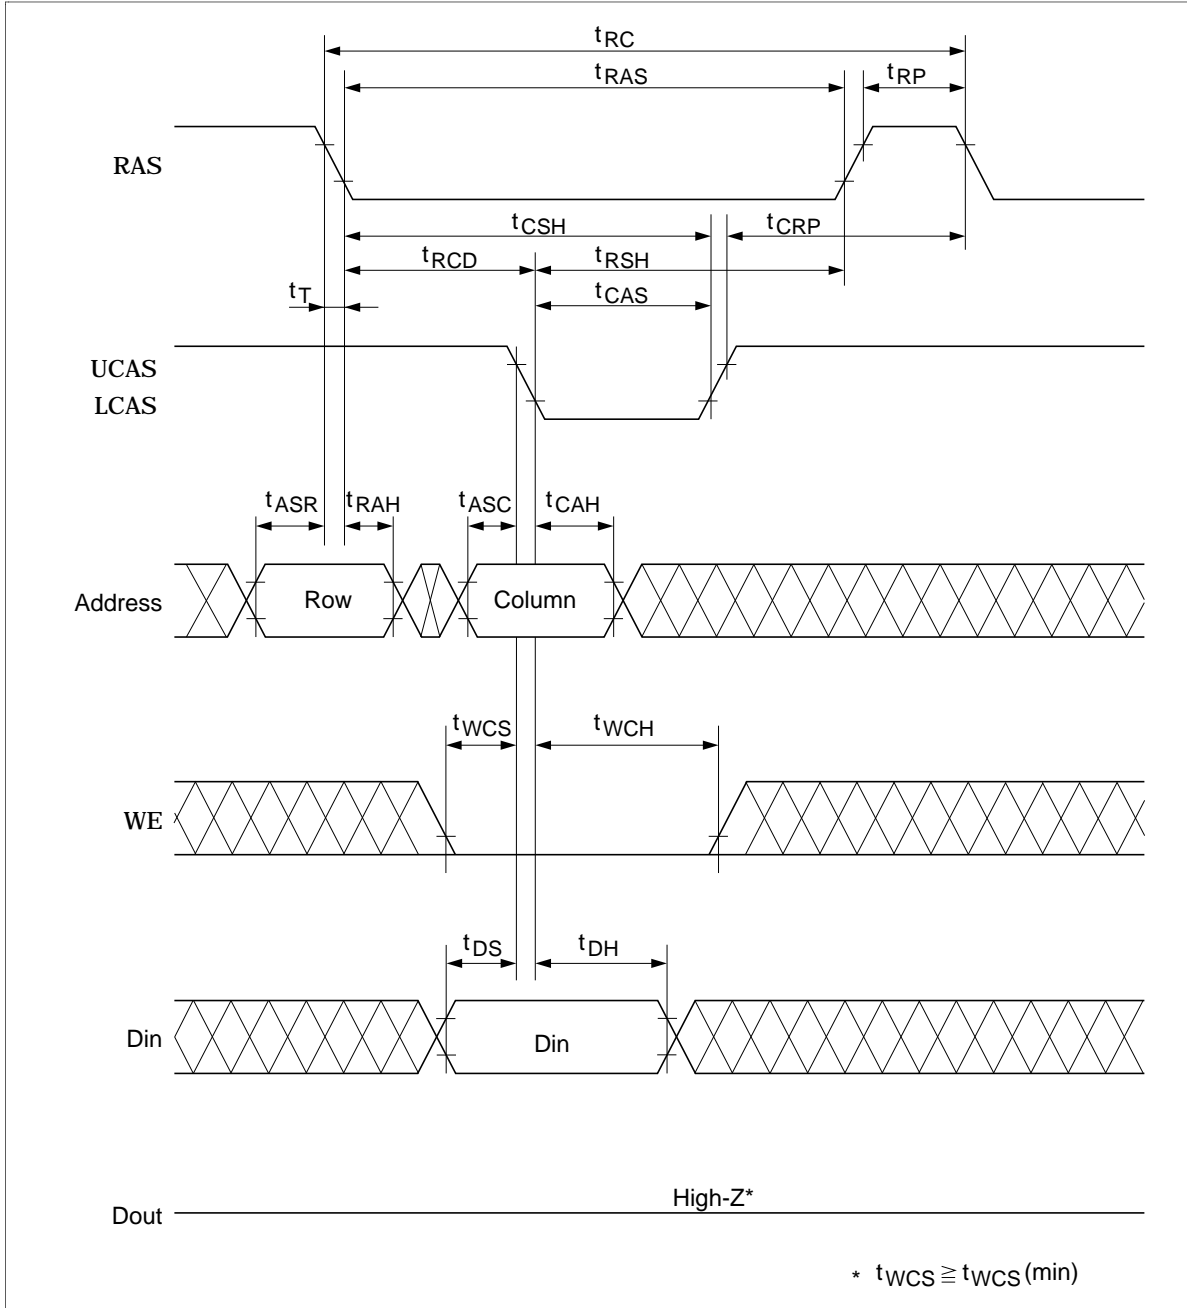 tRC
tRAS
tRP
RAS
tCSH
tCRP
tRCD
tRSH
tT
tCAS
UCAS
LCAS
tASR
tRAH
tASC
tCAH
Address
Row
Column
tWCS
tWCH
WE
tDS
tDH
Din
Din
High-Z*
Dout
* tWCS ≧ tWCS (min)